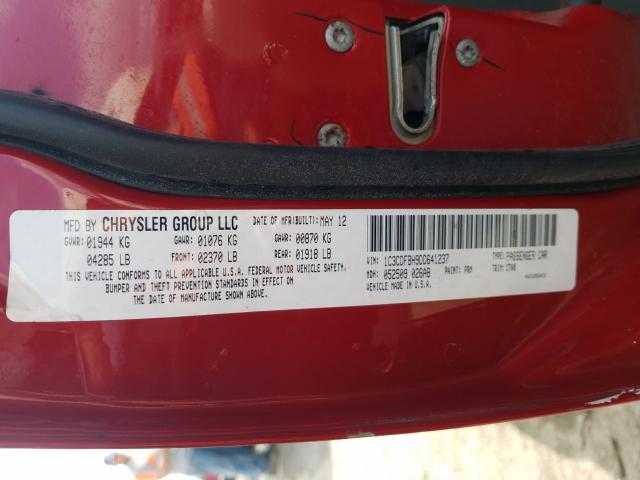 MFD BY CHRYSLER GROUP LLC DATE OF MFR(BUILT): MAY 12
GVWR: 01944 KG GAWR: 01076 KG GAWR: 00870 KG
04285 LB FRONT: 02370 LB REAR: 01918 LB
THIS VEHICLE CONFORMS TO ALL APPLICABLE U.S.A. FEDERAL MOTOR VEHICLE SAFETY,
BUMPER AND THEFT PREVENTION STANDARDS IN EFFECT ON
THE DATE OF MANUFACTURE SHOWN ABOVE.
VIN: 1C3CDFBH9DD641237 TYPE: PASSENGER CAR
MDH: 052509 026AB PAINT: PRM TRIM: CTX8
VEHICLE MADE IN U.S.A.